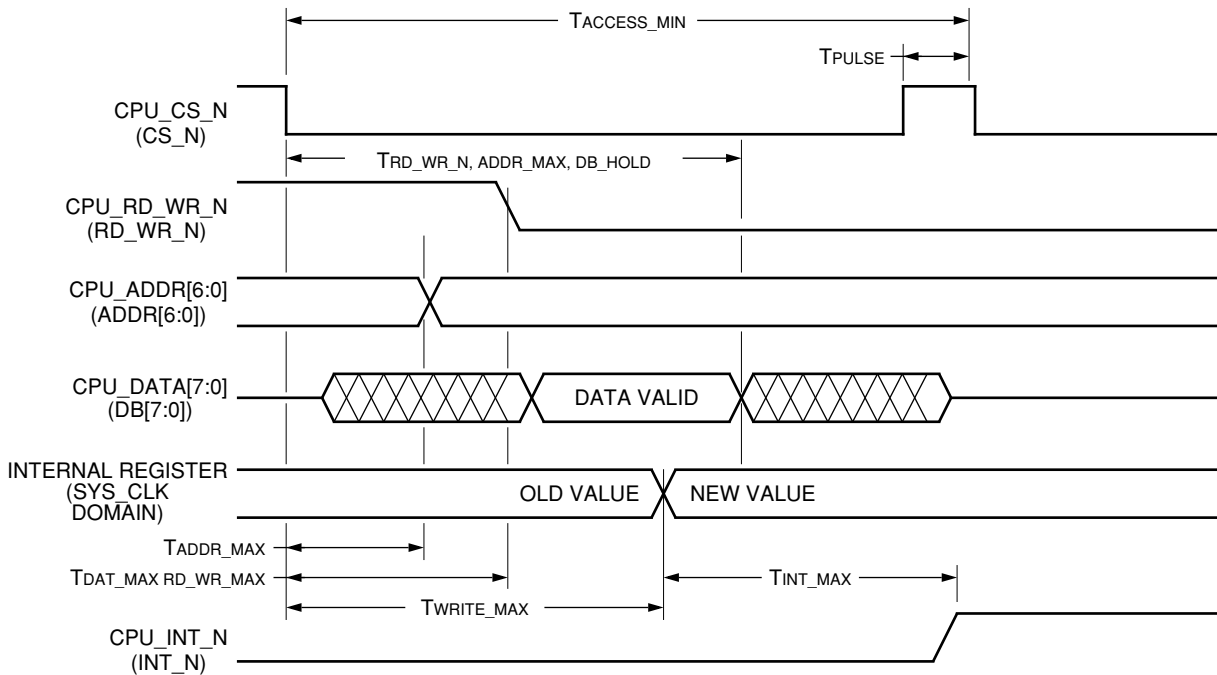 TACCESS_MIN
TPULSE
CPU_CS_N
(CS_N)
TRD_WR_N, ADDR_MAX, DB_HOLD
CPU_RD_WR_N
(RD_WR_N)
CPU_ADDR[6:0]
(ADDR[6:0])
CPU_DATA[7:0]
(DB[7:0])
DATA VALID
INTERNAL REGISTER
(SYS_CLK
DOMAIN)
OLD VALUE
NEW VALUE
TADDR_MAX
TDAT_MAX RD_WR_MAX
TINT_MAX
TWRITE_MAX
CPU_INT_N
(INT_N)